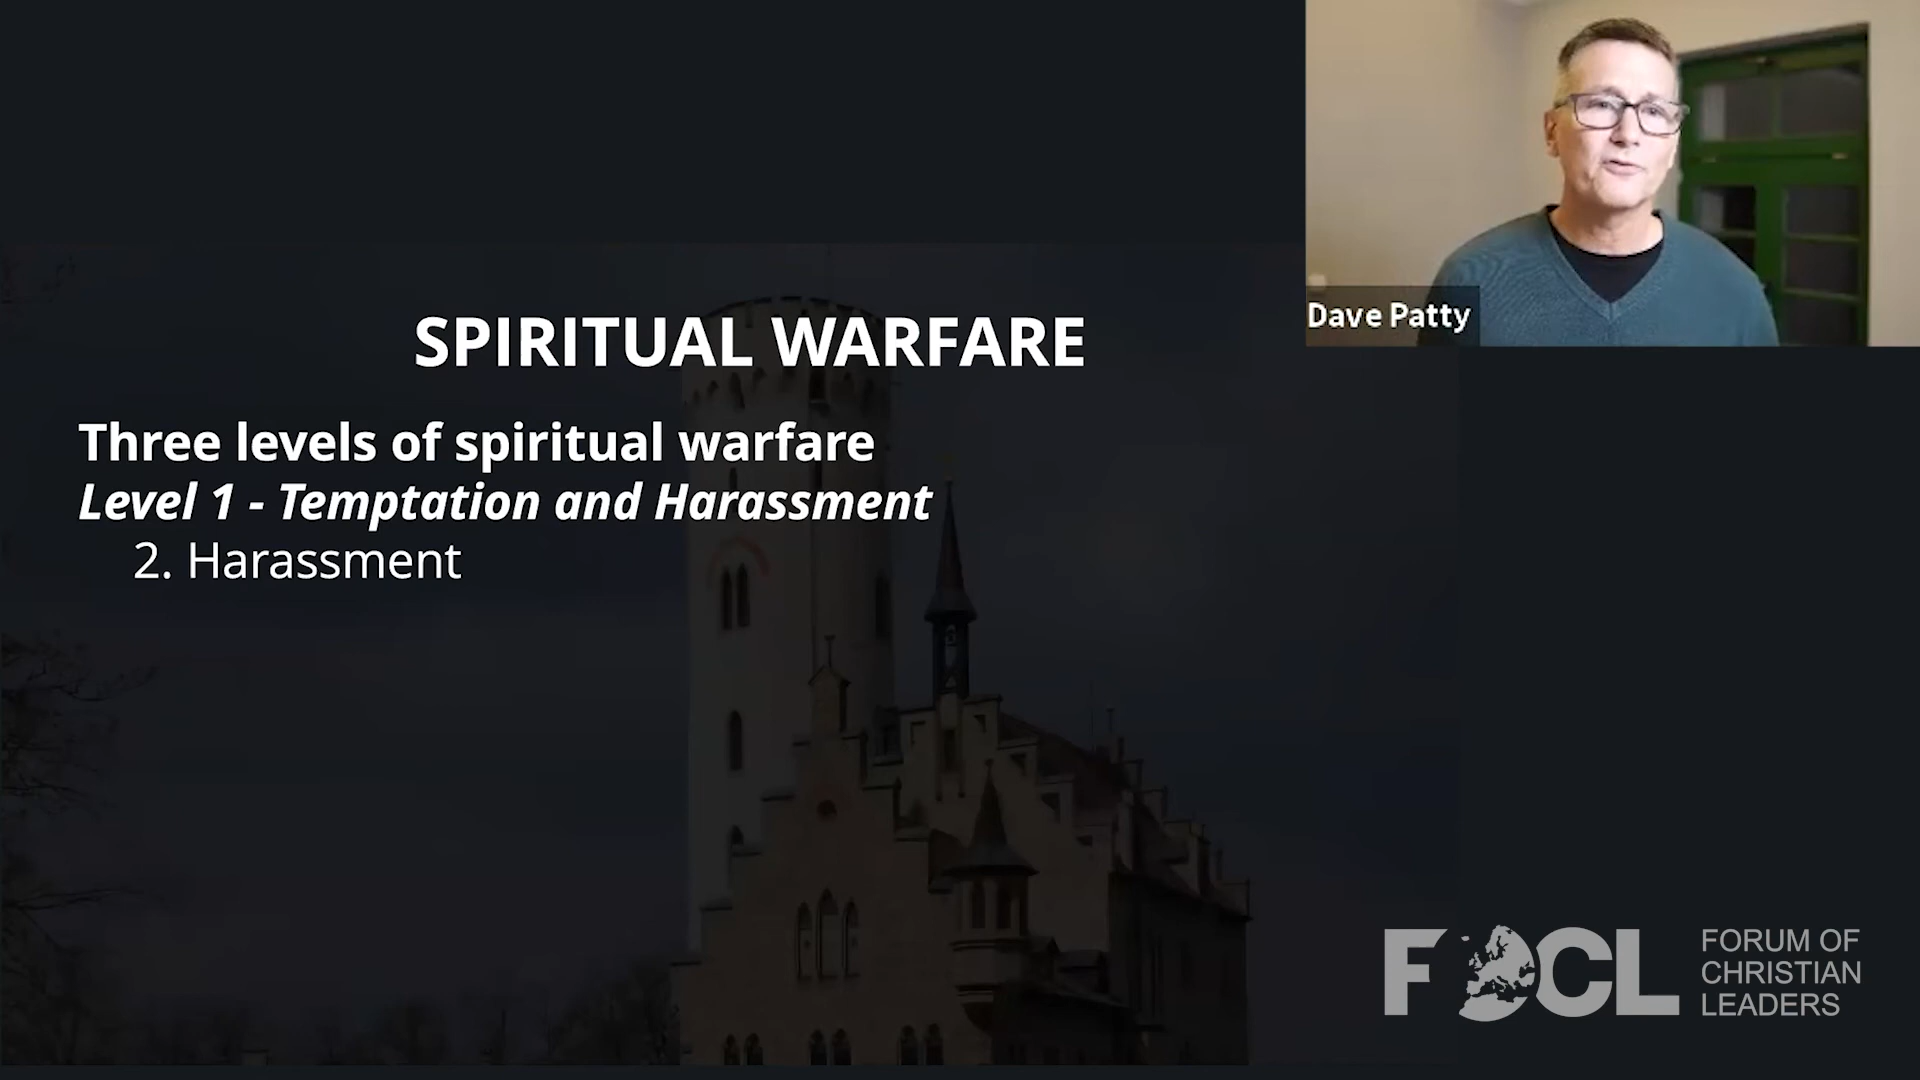 SPIRITUAL WARFARE
Three levels of spiritual warfare
Level 1 - Temptation and Harassment
2. Harassment
Dave Patty
FOCL
FORUM OF
CHRISTIAN
LEADERS